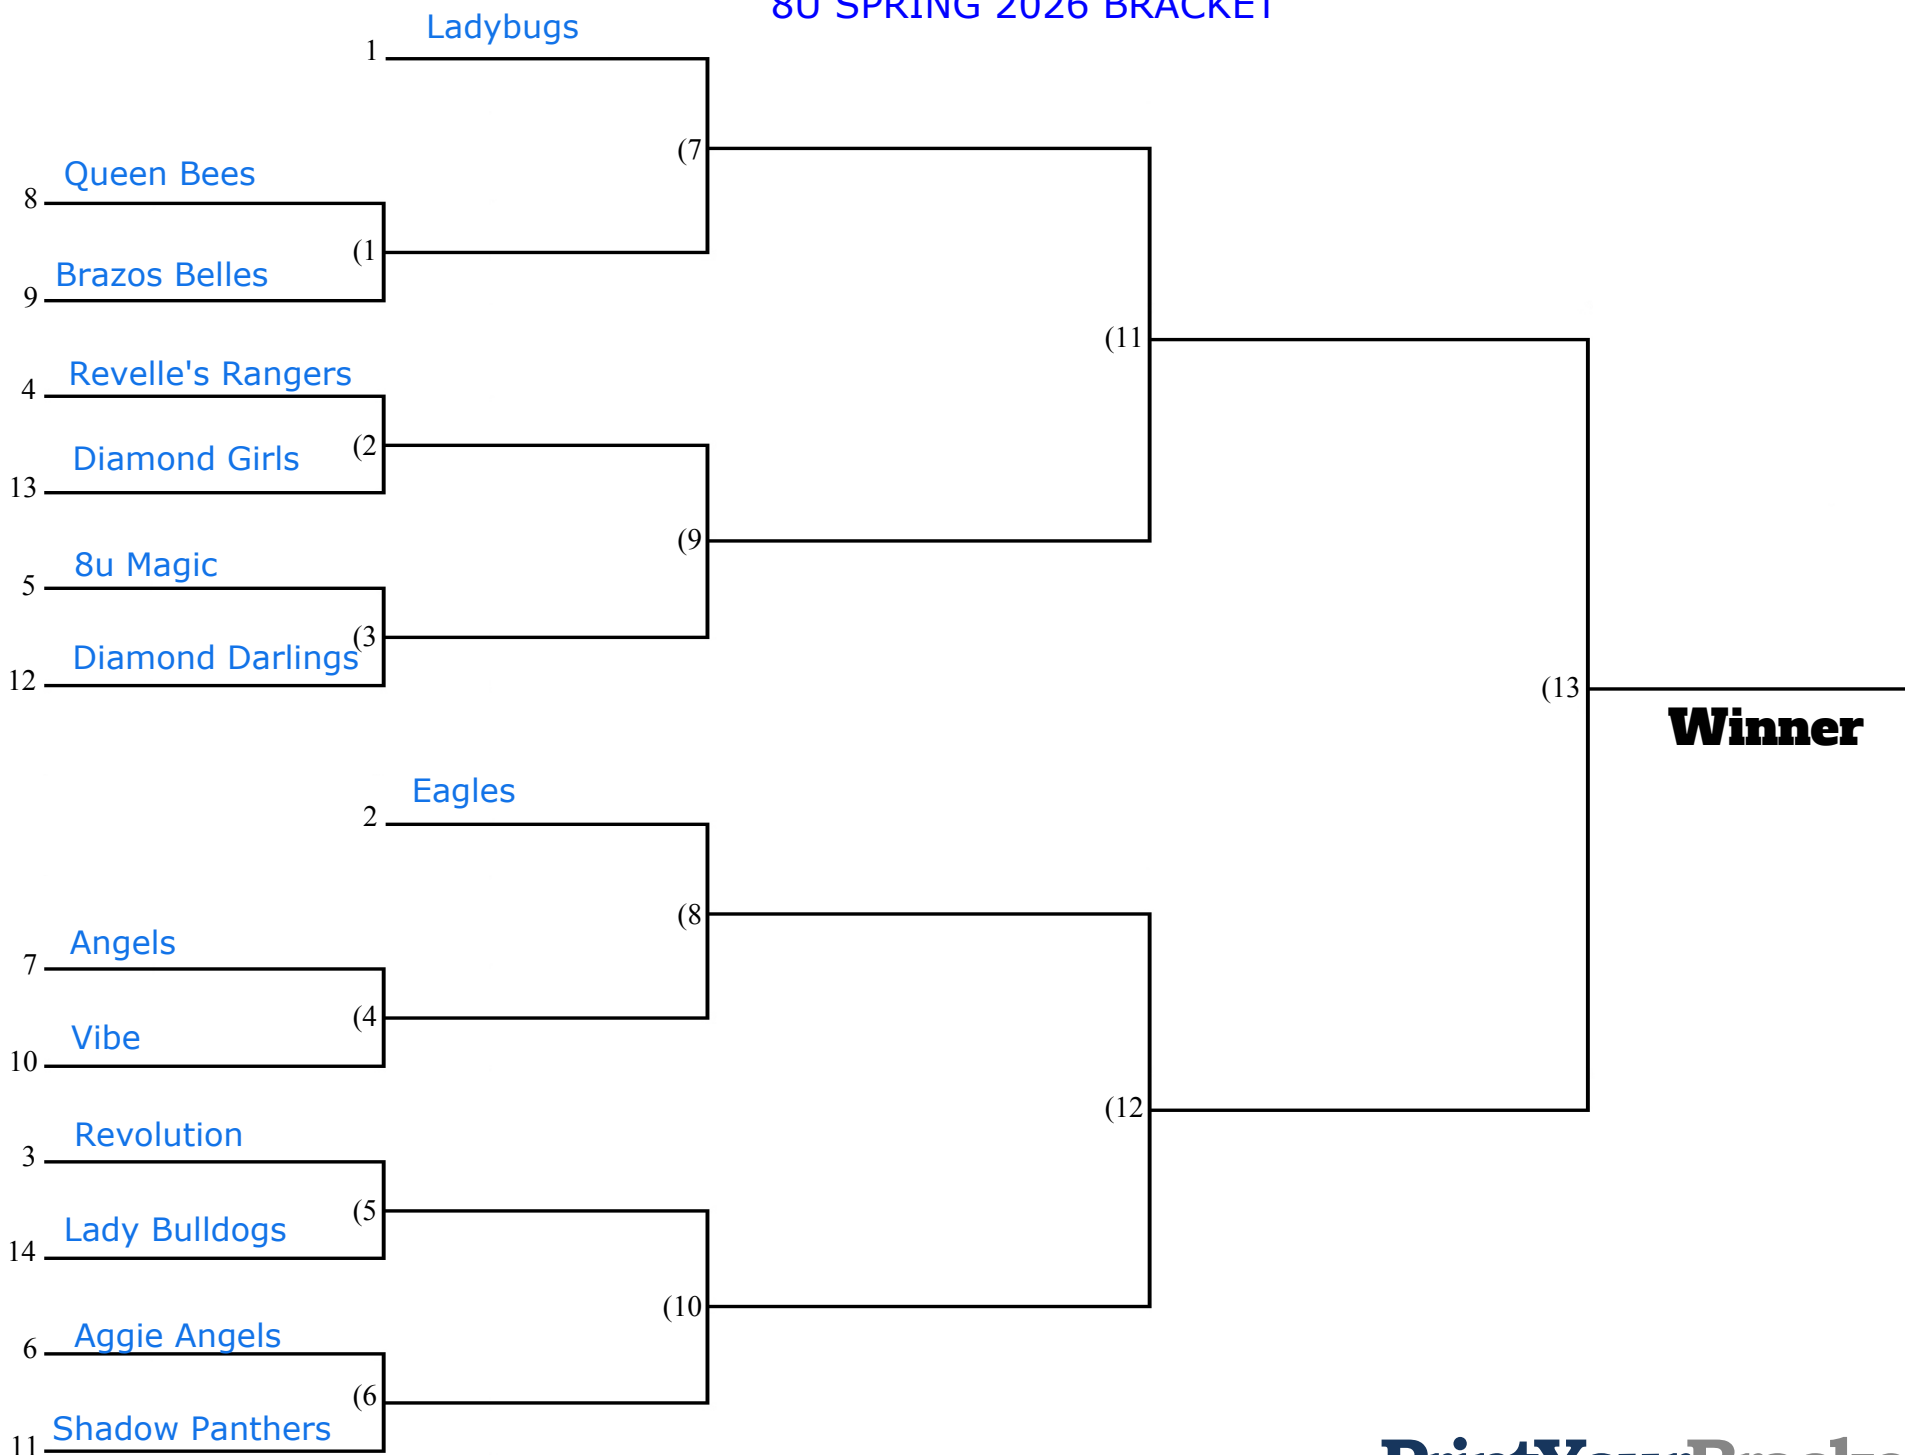 8U SPRING 2026 BRACKET
Ladybugs
1
(7
Queen Bees
8
(1
Brazos Belles
9
(11
Revelle's Rangers
4
(2
Diamond Girls
13
(9
8u Magic
5
(3
Diamond Darlings
12
(13
Winner
Eagles
2
(8
Angels
7
(4
Vibe
10
(12
Revolution
3
(5
Lady Bulldogs
14
(10
Aggie Angels
6
(6
Shadow Panthers
11
PrintYourBracke